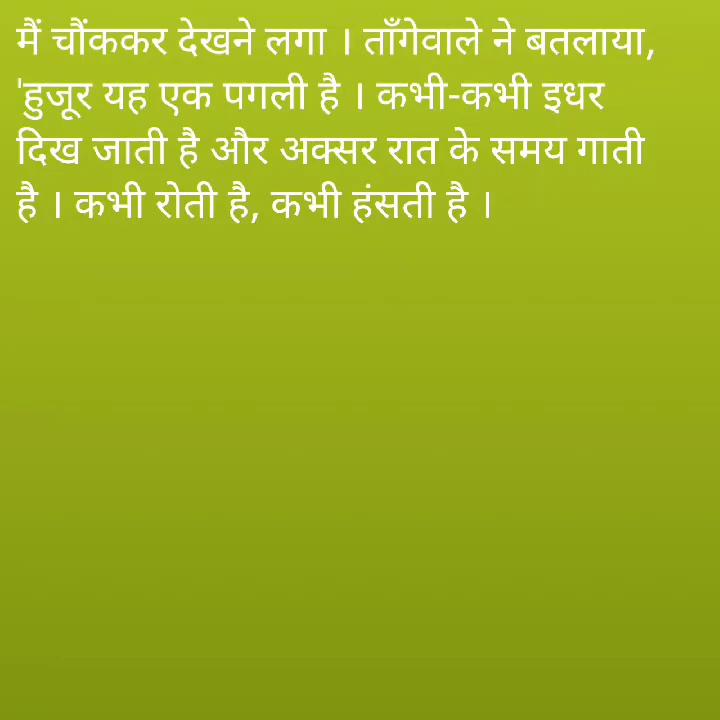 मैं चौंककर देखने लगा । ताँगेवाले ने बतलाया,
'हुजूर यह एक पगली है । कभी-कभी इधर
दिख जाती है और अक्सर रात के समय गाती
है । कभी रोती है, कभी हंसती है ।